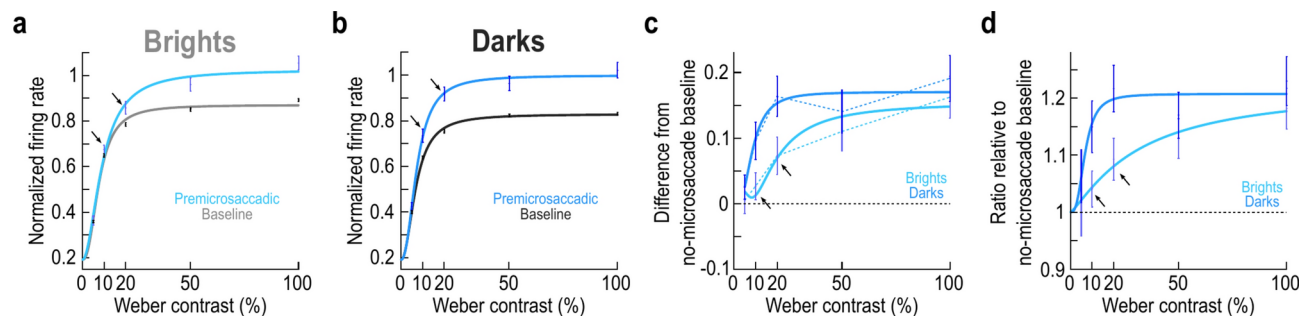 a
Brights
Normalized firing rate
1
0.8
0.6
0.4
0.2
0 10 20 50 100
Weber contrast (%)
Premicrosaccadic
Baseline
b
Darks
Normalized firing rate
1
0.8
0.6
0.4
0.2
0 10 20 50 100
Weber contrast (%)
Premicrosaccadic
Baseline
c
Difference from
no-microsaccade baseline
0.2
0.1
0
-0.1
0 10 20 50 100
Weber contrast (%)
Brights
Darks
d
Ratio relative to
no-microsaccade baseline
1.2
1.1
1
0.9
0 10 20 50 100
Weber contrast (%)
Brights
Darks